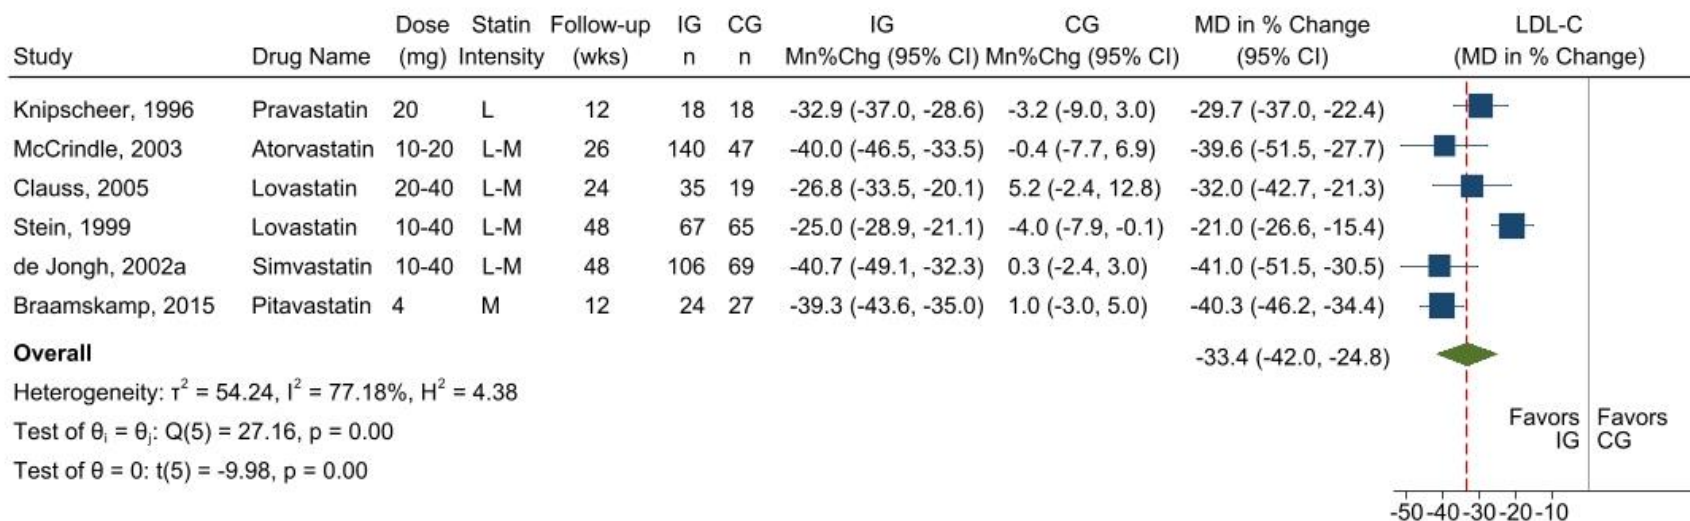 Dose Statin Follow-up IG CG IG CG MD in % Change LDL-C
Study Drug Name (mg) Intensity (wks) n n Mn%Chg (95% CI) Mn%Chg (95% CI) (95% CI) (MD in % Change)
Knipscheer, 1996 Pravastatin 20 L 12 18 18 -32.9 (-37.0, -28.6) -3.2 (-9.0, 3.0) -29.7 (-37.0, -22.4)
McCrindle, 2003 Atorvastatin 10-20 L-M 26 140 47 -40.0 (-46.5, -33.5) -0.4 (-7.7, 6.9) -39.6 (-51.5, -27.7)
Clauss, 2005 Lovastatin 20-40 L-M 24 35 19 -26.8 (-33.5, -20.1) 5.2 (-2.4, 12.8) -32.0 (-42.7, -21.3)
Stein, 1999 Lovastatin 10-40 L-M 48 67 65 -25.0 (-28.9, -21.1) -4.0 (-7.9, -0.1) -21.0 (-26.6, -15.4)
de Jongh, 2002a Simvastatin 10-40 L-M 48 106 69 -40.7 (-49.1, -32.3) 0.3 (-2.4, 3.0) -41.0 (-51.5, -30.5)
Braamskamp, 2015 Pitavastatin 4 M 12 24 27 -39.3 (-43.6, -35.0) 1.0 (-3.0, 5.0) -40.3 (-46.2, -34.4)
Overall -33.4 (-42.0, -24.8)
Heterogeneity: τ² = 54.24, I² = 77.18%, H² = 4.38
Favors Favors
Test of θᵢ = θⱼ: Q(5) = 27.16, p = 0.00 IG CG
Test of θ = 0: t(5) = -9.98, p = 0.00
-50 -40 -30 -20 -10